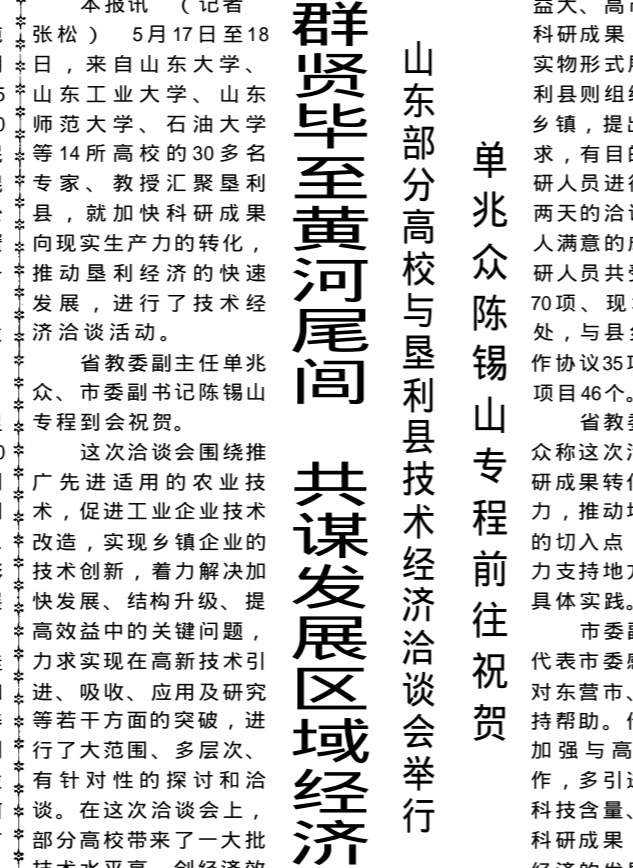 群贤毕至黄河尾闾 共谋发展区域经济
山东部分高校与垦利县技术经济洽谈会举行
单兆众陈锡山专程前往祝贺
本报讯 （记者
张松） 5月17日至18
日，来自山东大学、
山东工业大学、山东
师范大学、石油大学
等14所高校的30多名
专家、教授汇聚垦利
县，就加快科研成果
向现实生产力的转化，
推动垦利经济的快速
发展，进行了技术经
济洽谈活动。
省教委副主任单兆
众、市委副书记陈锡山
专程到会祝贺。
这次洽谈会围绕推
广先进适用的农业技
术，促进工业企业技术
改造，实现乡镇企业的
技术创新，着力解决加
快发展、结构升级、提
高效益中的关键问题，
力求实现在高新技术引
进、吸收、应用及研究
等若干方面的突破，进
行了大范围、多层次、
有针对性的探讨和洽
谈。在这次洽谈会上，
部分高校带来了一大批
技术水平高、创经济效
益大、高
科研成果
实物形式
利县则组
乡镇，提
求，有目的
研人员进
两天的洽
人满意的
研人员共
70项、现
处，与县
作协议35项
项目46个。
省教委
众称这次
研成果转
力，推动
的切入点
力支持地
具体实践。
市委
代表市委
对东营市、
持帮助。
加强与高
作，多引
科技含量、
科研成果
经济的发